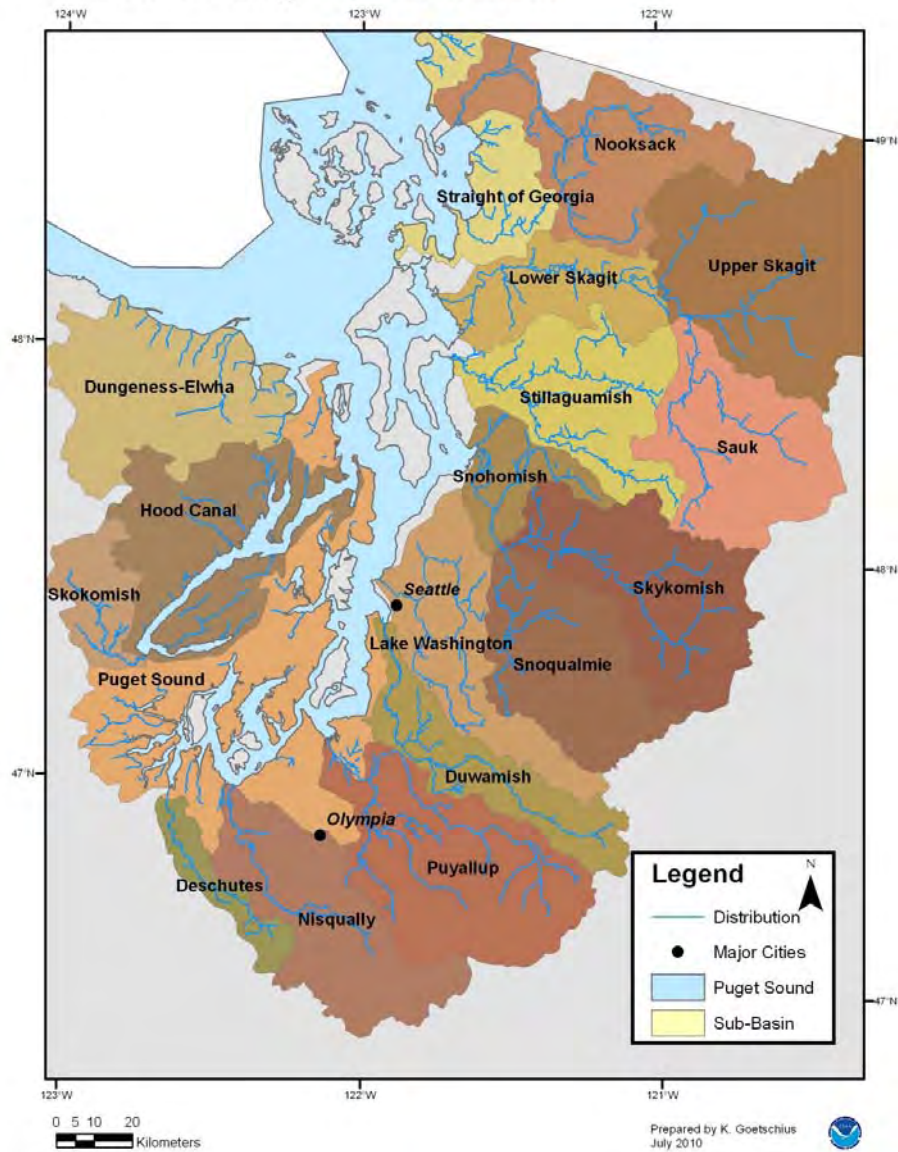 124°W 123°W 122°W
49°N
Nooksack
Straight of Georgia
Upper Skagit
Lower Skagit
48°N
Dungeness-Elwha
Stillaguamish
Sauk
Snohomish
Hood Canal
48°N
Skokomish
Seattle
Skykomish
Lake Washington
Snoqualmie
Puget Sound
47°N
Duwamish
Olympia
Puyallup
Deschutes
Nisqually
Legend
N
Distribution
Major Cities
Puget Sound
Sub-Basin
47°N
123°W 122°W 121°W
0 5 10 20
Kilometers
Prepared by K. Goetschius
July 2010